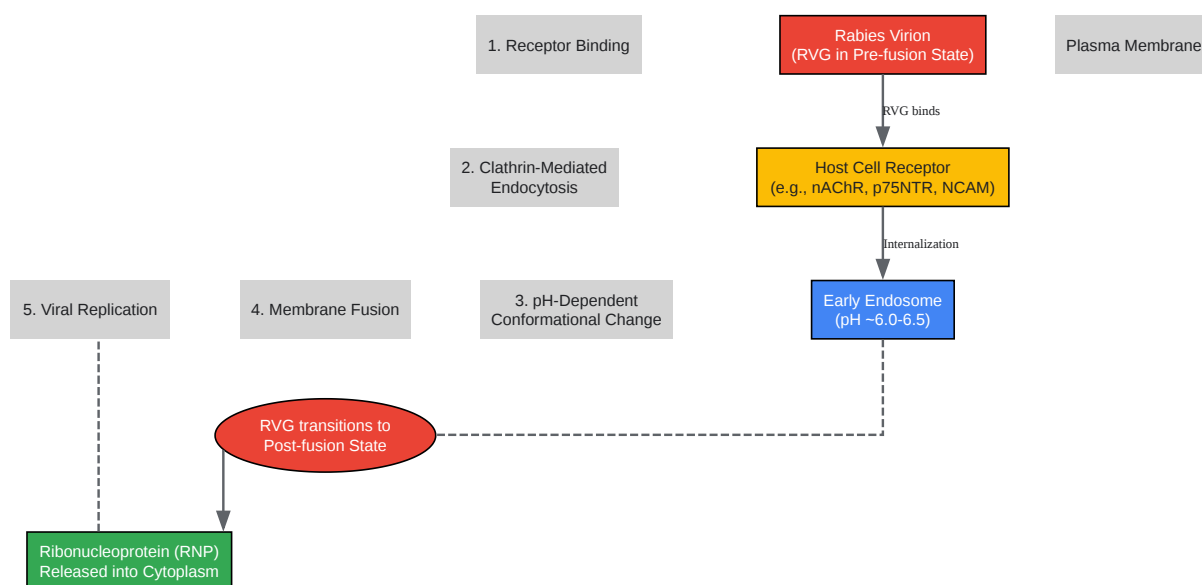 1. Receptor Binding
Rabies Virion
(RVG in Pre-fusion State)
Plasma Membrane
RVG binds
2. Clathrin-Mediated
Endocytosis
Host Cell Receptor
(e.g., nAChR, p75NTR, NCAM)
Internalization
5. Viral Replication
4. Membrane Fusion
3. pH-Dependent
Conformational Change
Early Endosome
(pH ~6.0-6.5)
RVG transitions to
Post-fusion State
Ribonucleoprotein (RNP)
Released into Cytoplasm